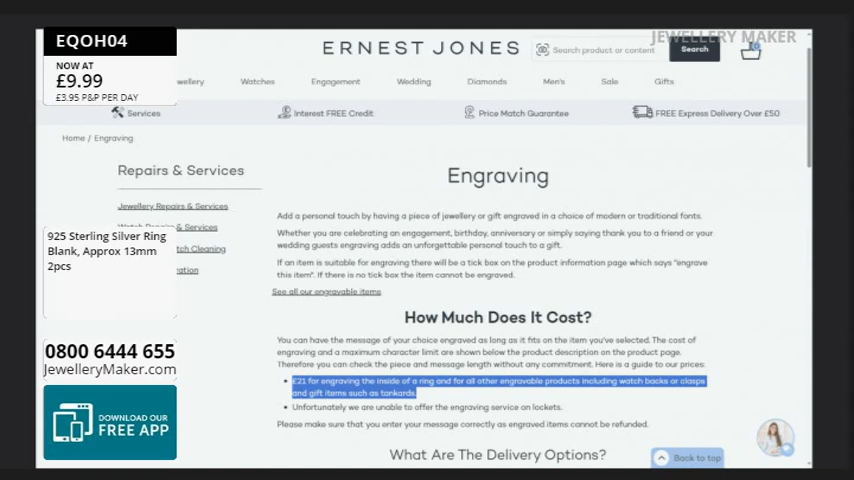 EQOH04
NOW AT
£9.99
£3.95 P&P PER DAY
JEWELLERY MAKER
ERNEST JONES
Search product or content
Search
Watches
Engagement
Wedding
Diamonds
Men's
Sale
Gifts
Services
Interest FREE Credit
Price Match Guarantee
FREE Express Delivery Over £50
Home / Engraving
Repairs & Services
Jewellery Repairs & Services
& Services
Cleaning
925 Sterling Silver Ring
Blank, Approx 13mm
2pcs
0800 6444 655
JewelleryMaker.com
DOWNLOAD OUR
FREE APP
Engraving
Add a personal touch by having a piece of jewellery or gift engraved in a choice of modern or traditional fonts.
Whether you are celebrating an engagement, birthday, anniversary or simply saying thank you to a friend or your
wedding guests engraving adds an unforgettable personal touch to a gift.
If an item is suitable for engraving there will be a tick box on the product information page which says "engrave
this item". If there is no tick box the item cannot be engraved.
See all our engravable items
How Much Does It Cost?
You can have the message of your choice engraved as long as it fits on the item you've selected. The cost of
engraving and a maximum character limit are shown below the product description on the product page.
Therefore you can check the piece and message length without any commitment. Here is a guide to our prices:
£21 for engraving the inside of a ring and for all other engravable products including watch backs or clasps
and gift items such as tankards.
Unfortunately we are unable to offer the engraving service on lockets.
Please make sure that you enter your message correctly as engraved items cannot be refunded.
What Are The Delivery Options?
Back to top